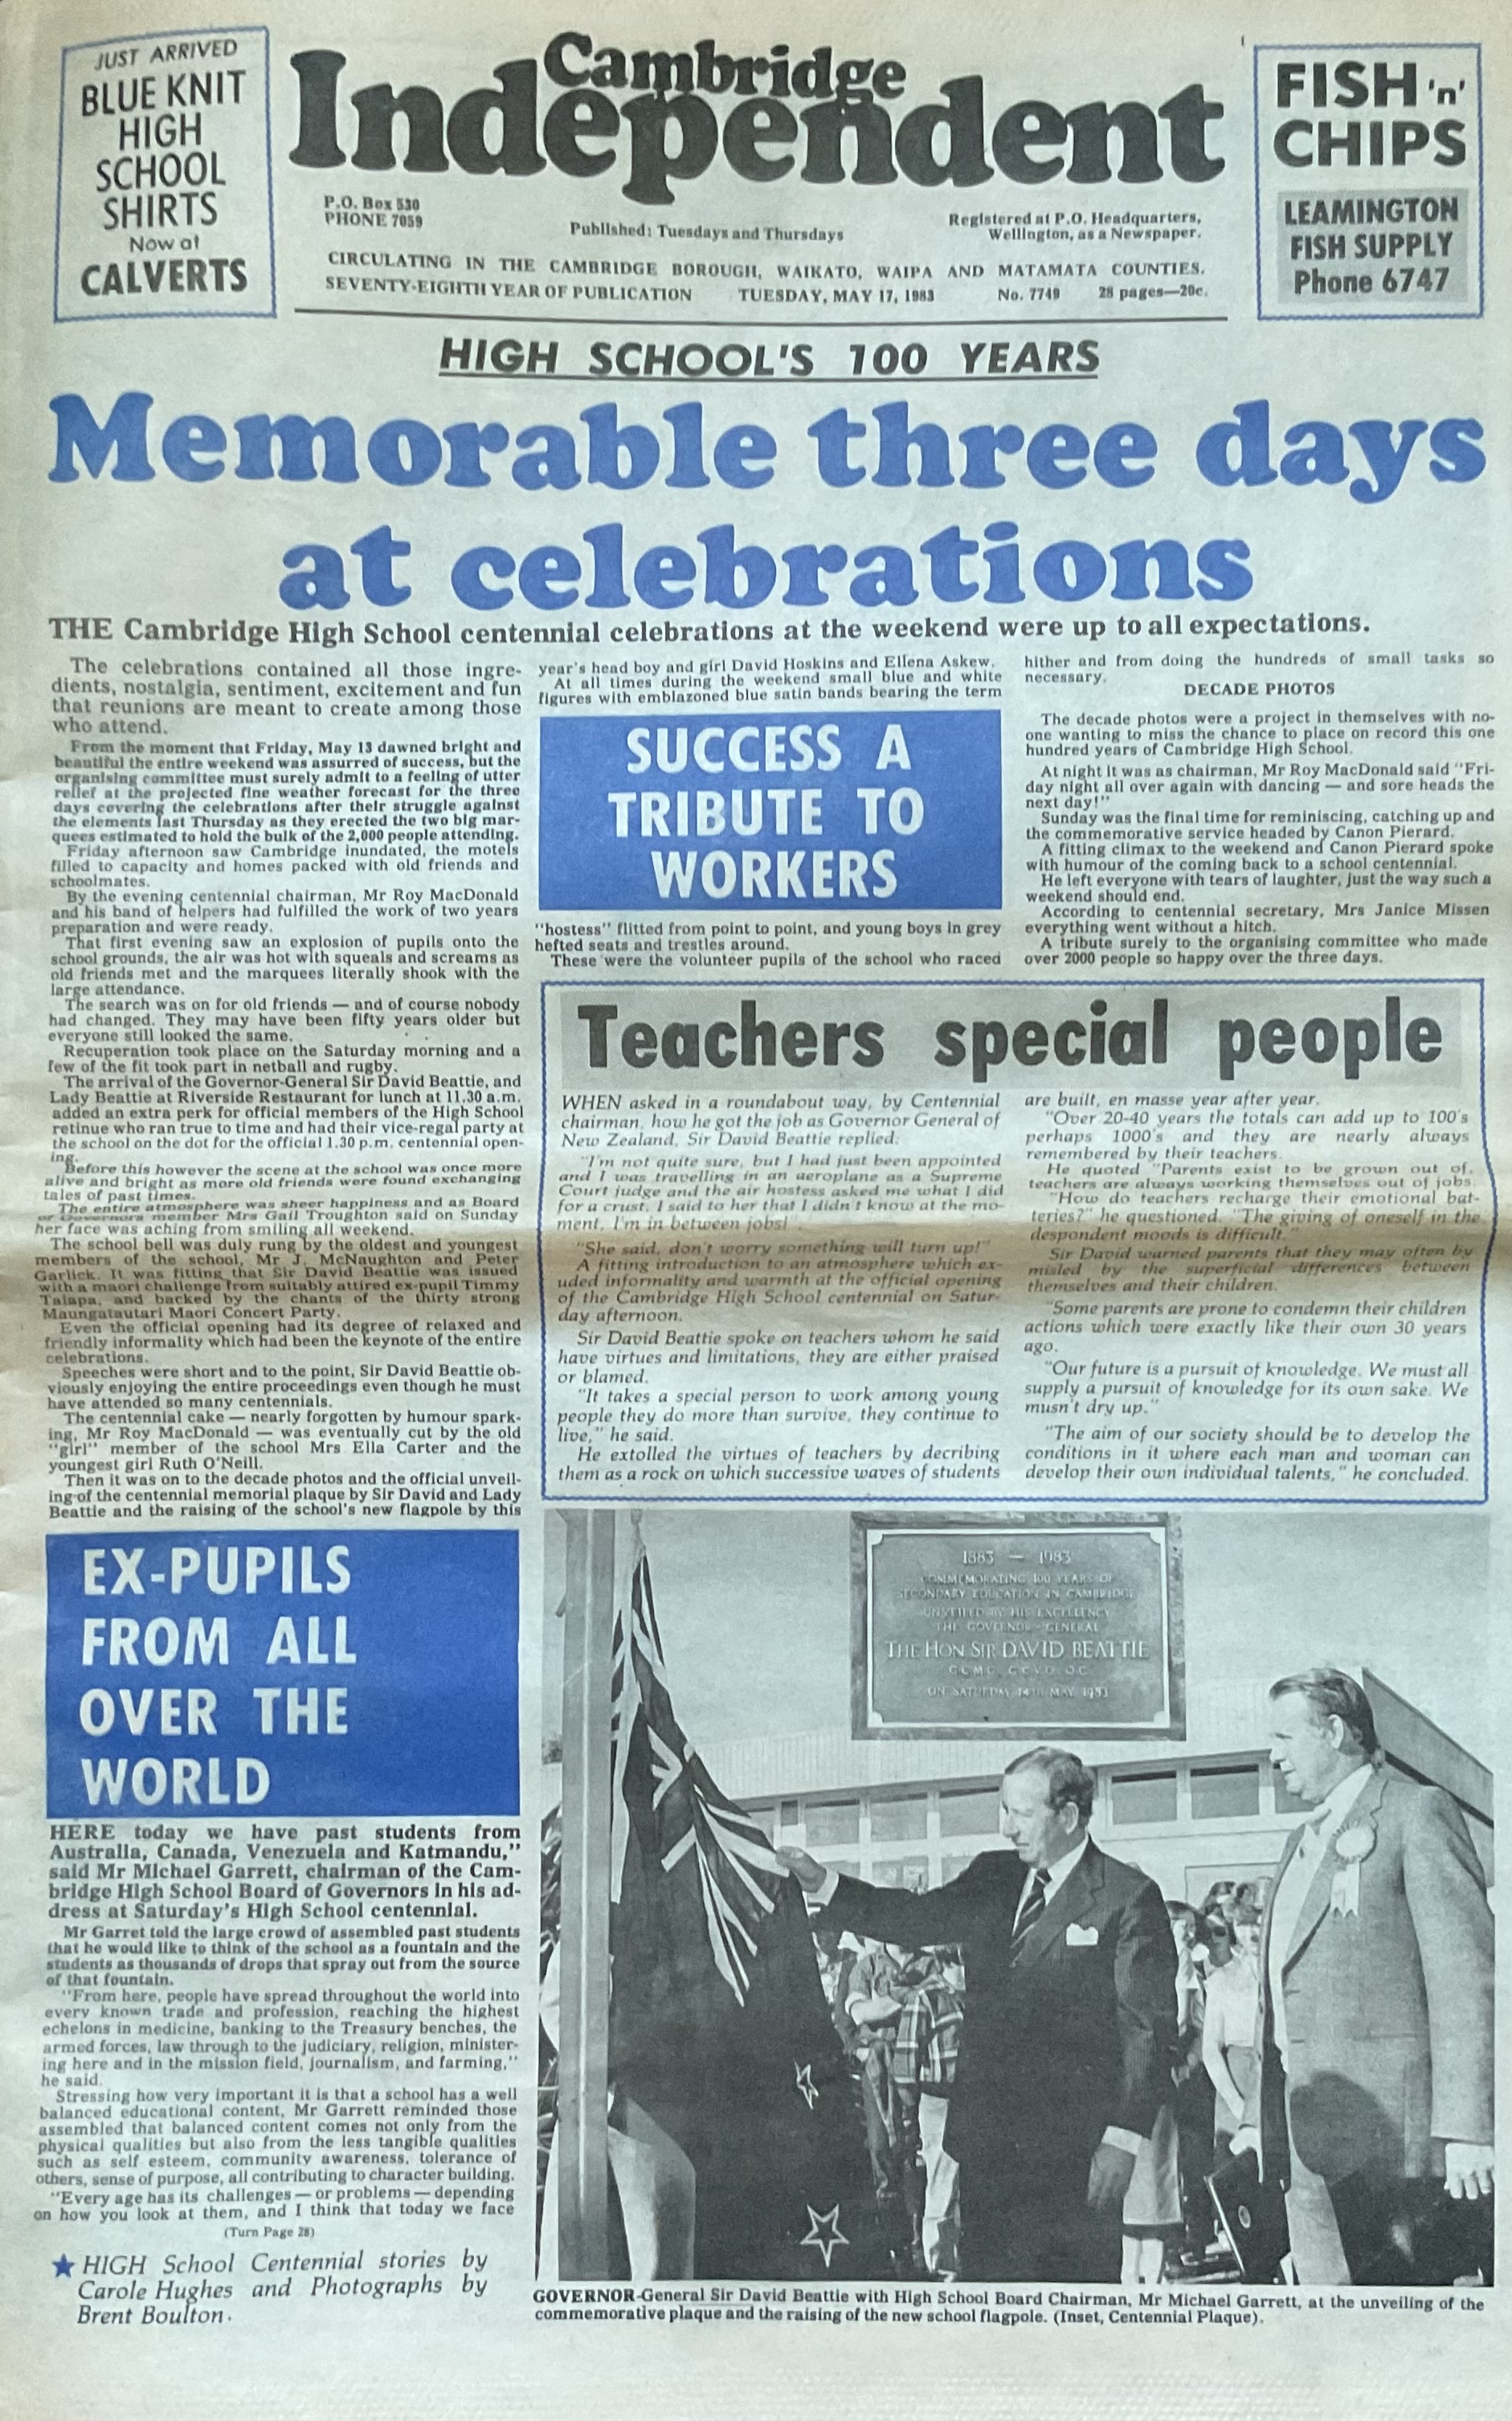 JUST ARRIVED
BLUE KNIT
HIGH
SCHOOL
SHIRTS
Now at
CALVERTS
Cambridge
Independent
P.O. Box 530
PHONE 7059
Published: Tuesdays and Thursdays
Registered at P.O. Headquarters,
Wellington, as a Newspaper.
CIRCULATING IN THE CAMBRIDGE BOROUGH, WAIKATO, WAIPA AND MATAMATA COUNTIES.
SEVENTY-EIGHTH YEAR OF PUBLICATION TUESDAY, MAY 17, 1983 No. 7749 28 pages—20c.
FISH 'n'
CHIPS
LEAMINGTON
FISH SUPPLY
Phone 6747
HIGH SCHOOL'S 100 YEARS
Memorable three days
at celebrations
THE Cambridge High School centennial celebrations at the weekend were up to all expectations.
The celebrations contained all those ingre-
dients, nostalgia, sentiment, excitement and fun
that reunions are meant to create among those
who attend.
From the moment that Friday, May 13 dawned bright and
beautiful the entire weekend was assured of success, but the
organising committee must surely admit to a feeling of utter
relief at the projected fine weather forecast for the three
days covering the celebrations after their struggle against
the elements last Thursday as they erected the two big mar-
quees estimated to hold the bulk of the 2,000 people attending.
Friday afternoon saw Cambridge inundated, the motels
filled to capacity and homes packed with old friends and
schoolmates.
By the evening centennial chairman, Mr Roy MacDonald
and his band of helpers had fulfilled the work of two years
preparation and were ready.
That first evening saw an explosion of pupils onto the
school grounds, the air was hot with squeals and screams as
old friends met and the marquees literally shook with the
large attendance.
The search was on for old friends — and of course nobody
had changed. They may have been fifty years older but
everyone still looked the same.
Recuperation took place on the Saturday morning and a
few of the fit took part in netball and rugby.
The arrival of the Governor-General Sir David Beattie, and
Lady Beattie at Riverside Restaurant for lunch at 11.30 a.m.
added an extra perk for official members of the High School
retinue who ran true to time and had their vice-regal party at
the school on the dot for the official 1.30 p.m. centennial open-
ing.
Before this however the scene at the school was once more
alive and bright as more old friends were found exchanging
tales of past times.
The entire atmosphere was sheer happiness and as Board
of Governors member Mrs Gail Troughton said on Sunday
her face was aching from smiling all weekend.
The school bell was duly rung by the oldest and youngest
members of the school, Mr J. McNaughton and Peter
Garlick. It was fitting that Sir David Beattie was issued
with a maori challenge from suitably attired ex-pupil Timmy
Taiapa, and backed by the chants of the thirty strong
Maungatautari Maori Concert Party.
Even the official opening had its degree of relaxed and
friendly informality which had been the keynote of the entire
celebrations.
Speeches were short and to the point, Sir David Beattie ob-
viously enjoying the entire proceedings even though he must
have attended so many centennials.
The centennial cake — nearly forgotten by humour spark-
ing, Mr Roy MacDonald — was eventually cut by the old
"girl" member of the school Mrs Ella Carter and the
youngest girl Ruth O'Neill.
Then it was on to the decade photos and the official unveil-
ing of the centennial memorial plaque by Sir David and Lady
Beattie and the raising of the school's new flagpole by this
year's head boy and girl David Hoskins and Ellena Askew.
At all times during the weekend small blue and white
figures with emblazoned blue satin bands bearing the term
SUCCESS A
TRIBUTE TO
WORKERS
"hostess" flitted from point to point, and young boys in grey
hefted seats and trestles around.
These were the volunteer pupils of the school who raced
hither and from doing the hundreds of small tasks so
necessary.
DECADE PHOTOS
The decade photos were a project in themselves with no-
one wanting to miss the chance to place on record this one
hundred years of Cambridge High School.
At night it was as chairman, Mr Roy MacDonald said "Fri-
day night all over again with dancing — and sore heads the
next day!"
Sunday was the final time for reminiscing, catching up and
the commemorative service headed by Canon Pierard.
A fitting climax to the weekend and Canon Pierard spoke
with humour of the coming back to a school centennial.
He left everyone with tears of laughter, just the way such a
weekend should end.
According to centennial secretary, Mrs Janice Missen
everything went without a hitch.
A tribute surely to the organising committee who made
over 2000 people so happy over the three days.
Teachers special people
WHEN asked in a roundabout way, by Centennial
chairman, how he got the job as Governor General of
New Zealand, Sir David Beattie replied:
"I'm not quite sure, but I had just been appointed
and I was travelling in an aeroplane as a Supreme
Court judge and the air hostess asked me what I did
for a crust. I said to her that I didn't know at the mo-
ment, I'm in between jobs!
"She said, don't worry something will turn up!"
A fitting introduction to an atmosphere which ex-
uded informality and warmth at the official opening
of the Cambridge High School centennial on Satur-
day afternoon.
Sir David Beattie spoke on teachers whom he said
have virtues and limitations, they are either praised
or blamed.
"It takes a special person to work among young
people they do more than survive, they continue to
live," he said.
He extolled the virtues of teachers by decribing
them as a rock on which successive waves of students
are built, en masse year after year.
"Over 20-40 years the totals can add up to 100's
perhaps 1000's and they are nearly always
remembered by their teachers.
He quoted "Parents exist to be grown out of,
teachers are always working themselves out of jobs.
"How do teachers recharge their emotional bat-
teries?" he questioned. "The giving of oneself in the
despondent moods is difficult."
Sir David warned parents that they may often by
misled by the superficial differences between
themselves and their children.
"Some parents are prone to condemn their children
actions which were exactly like their own 30 years
ago.
"Our future is a pursuit of knowledge. We must all
supply a pursuit of knowledge for its own sake. We
musn't dry up."
"The aim of our society should be to develop the
conditions in it where each man and woman can
develop their own individual talents," he concluded.
EX-PUPILS
FROM ALL
OVER THE
WORLD
HERE today we have past students from
Australia, Canada, Venezuela and Katmandu,"
said Mr Michael Garrett, chairman of the Cam-
bridge High School Board of Governors in his ad-
dress at Saturday's High School centennial.
Mr Garret told the large crowd of assembled past students
that he would like to think of the school as a fountain and the
students as thousands of drops that spray out from the source
of that fountain.
"From here, people have spread throughout the world into
every known trade and profession, reaching the highest
echelons in medicine, banking to the Treasury benches, the
armed forces, law through to the judiciary, religion, minister-
ing here and in the mission field, journalism, and farming,"
he said.
Stressing how very important it is that a school has a well
balanced educational content, Mr Garrett reminded those
assembled that balanced content comes not only from the
physical qualities but also from the less tangible qualities
such as self esteem, community awareness, tolerance of
others, sense of purpose, all contributing to character building.
"Every age has its challenges — or problems — depending
on how you look at them, and I think that today we face
(Turn Page 28)
★ HIGH School Centennial stories by
Carole Hughes and Photographs by
Brent Boulton.
1883 — 1983
COMMEMORATING 100 YEARS OF
SECONDARY EDUCATION IN CAMBRIDGE
UNVEILED BY HIS EXCELLENCY
THE GOVERNOR-GENERAL
THE HON SIR DAVID BEATTIE
G.C.M.G., G.C.V.O., Q.C.
ON SATURDAY 14TH MAY 1983
GOVERNOR-General Sir David Beattie with High School Board Chairman, Mr Michael Garrett, at the unveiling of the
commemorative plaque and the raising of the new school flagpole. (Inset, Centennial Plaque).